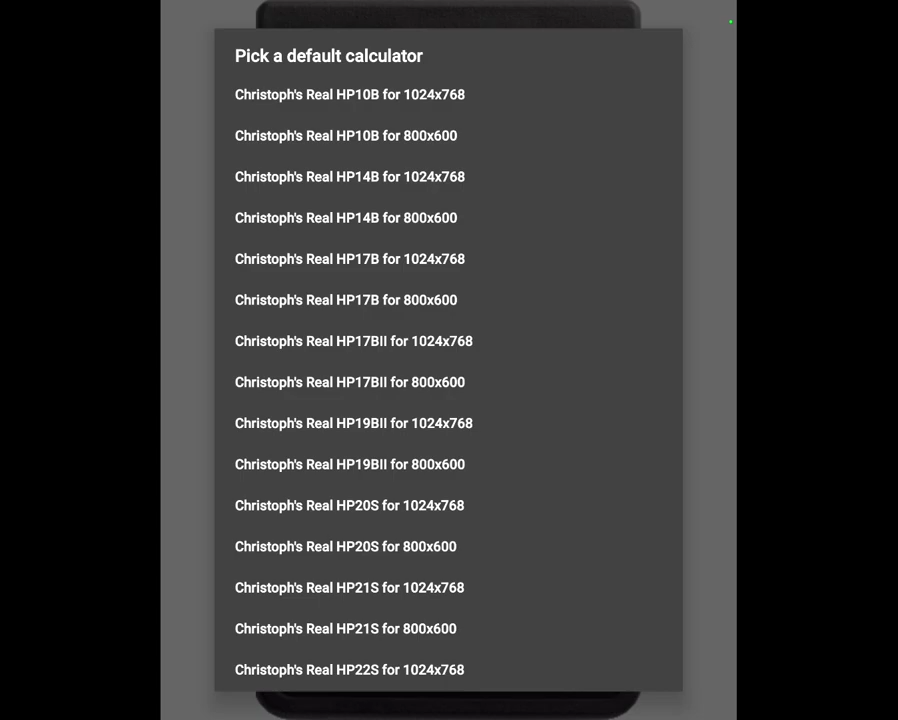 Pick a default calculator
Christoph's Real HP10B for 1024x768
Christoph's Real HP10B for 800x600
Christoph's Real HP14B for 1024x768
Christoph's Real HP14B for 800x600
Christoph's Real HP17B for 1024x768
Christoph's Real HP17B for 800x600
Christoph's Real HP17BII for 1024x768
Christoph's Real HP17BII for 800x600
Christoph's Real HP19BII for 1024x768
Christoph's Real HP19BII for 800x600
Christoph's Real HP20S for 1024x768
Christoph's Real HP20S for 800x600
Christoph's Real HP21S for 1024x768
Christoph's Real HP21S for 800x600
Christoph's Real HP22S for 1024x768